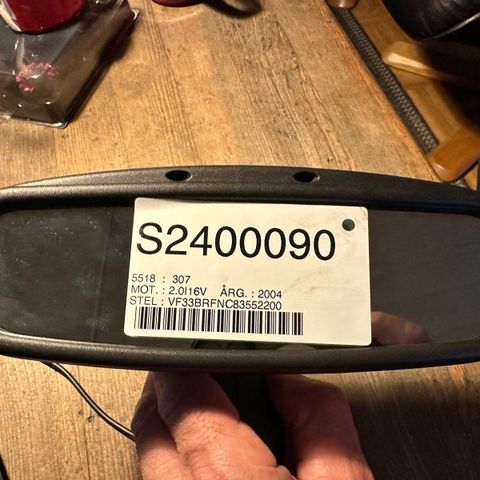 S2400090
5518 : 307
MOT. : 2.0I16V ÅRG. : 2004
STEL : VF33BRFNC83552200